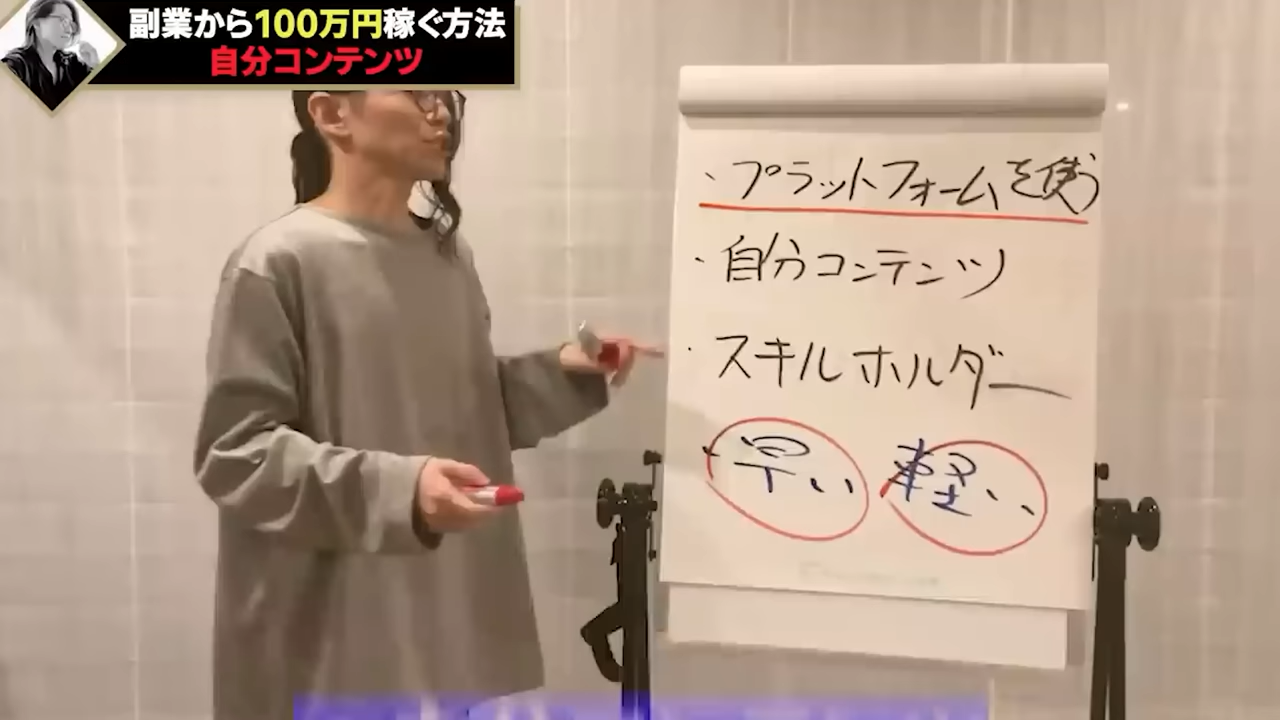 副業から100万円稼ぐ方法
自分コンテンツ
・プラットフォームを使う
・自分コンテンツ
・スキルホルダー
・早い 軽い